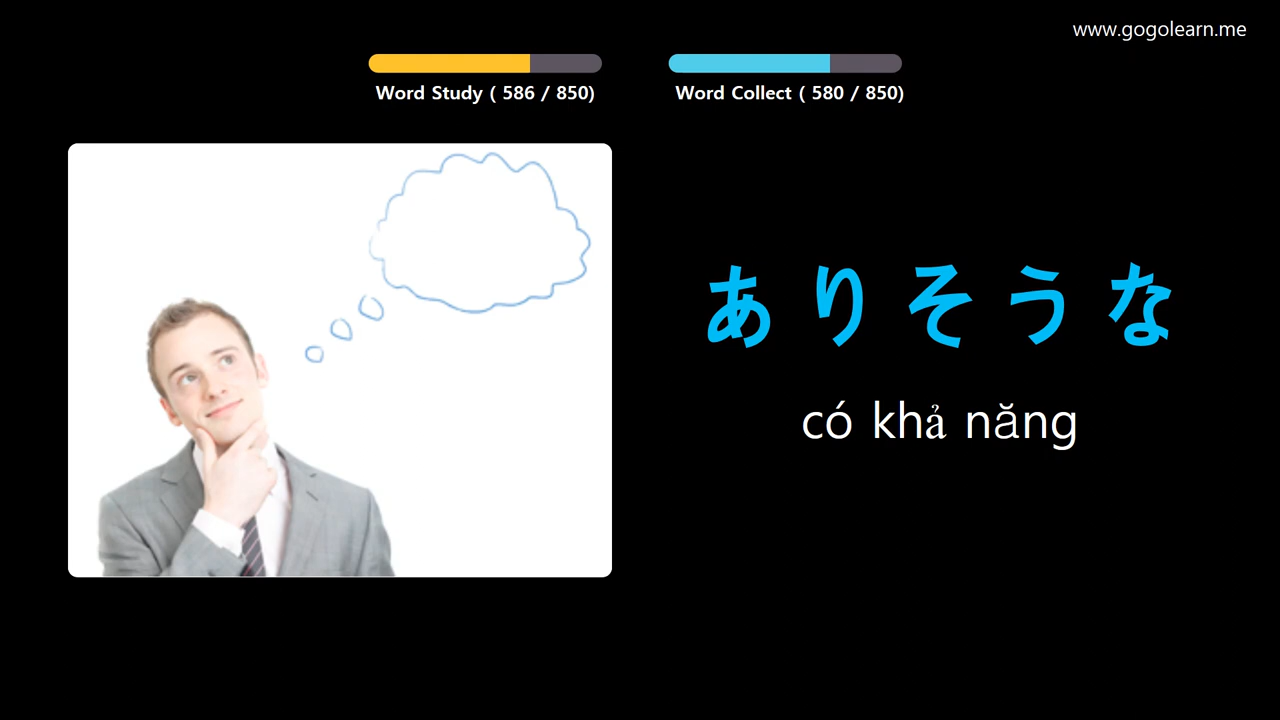 www.gogolearn.me
Word Study ( 586 / 850)
Word Collect ( 580 / 850)
ありそうな
có khả năng